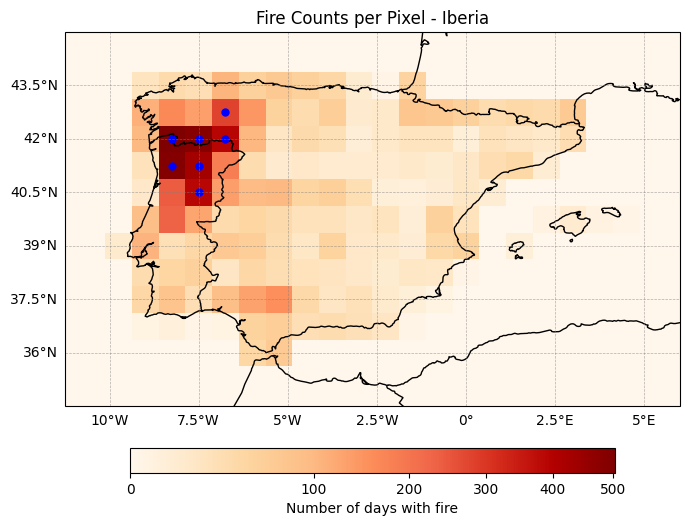 Fire Counts per Pixel - Iberia
43.5°N
42°N
40.5°N
39°N
37.5°N
36°N
10°W 7.5°W 5°W 2.5°W 0° 2.5°E 5°E
0 100 200 300 400 500
Number of days with fire